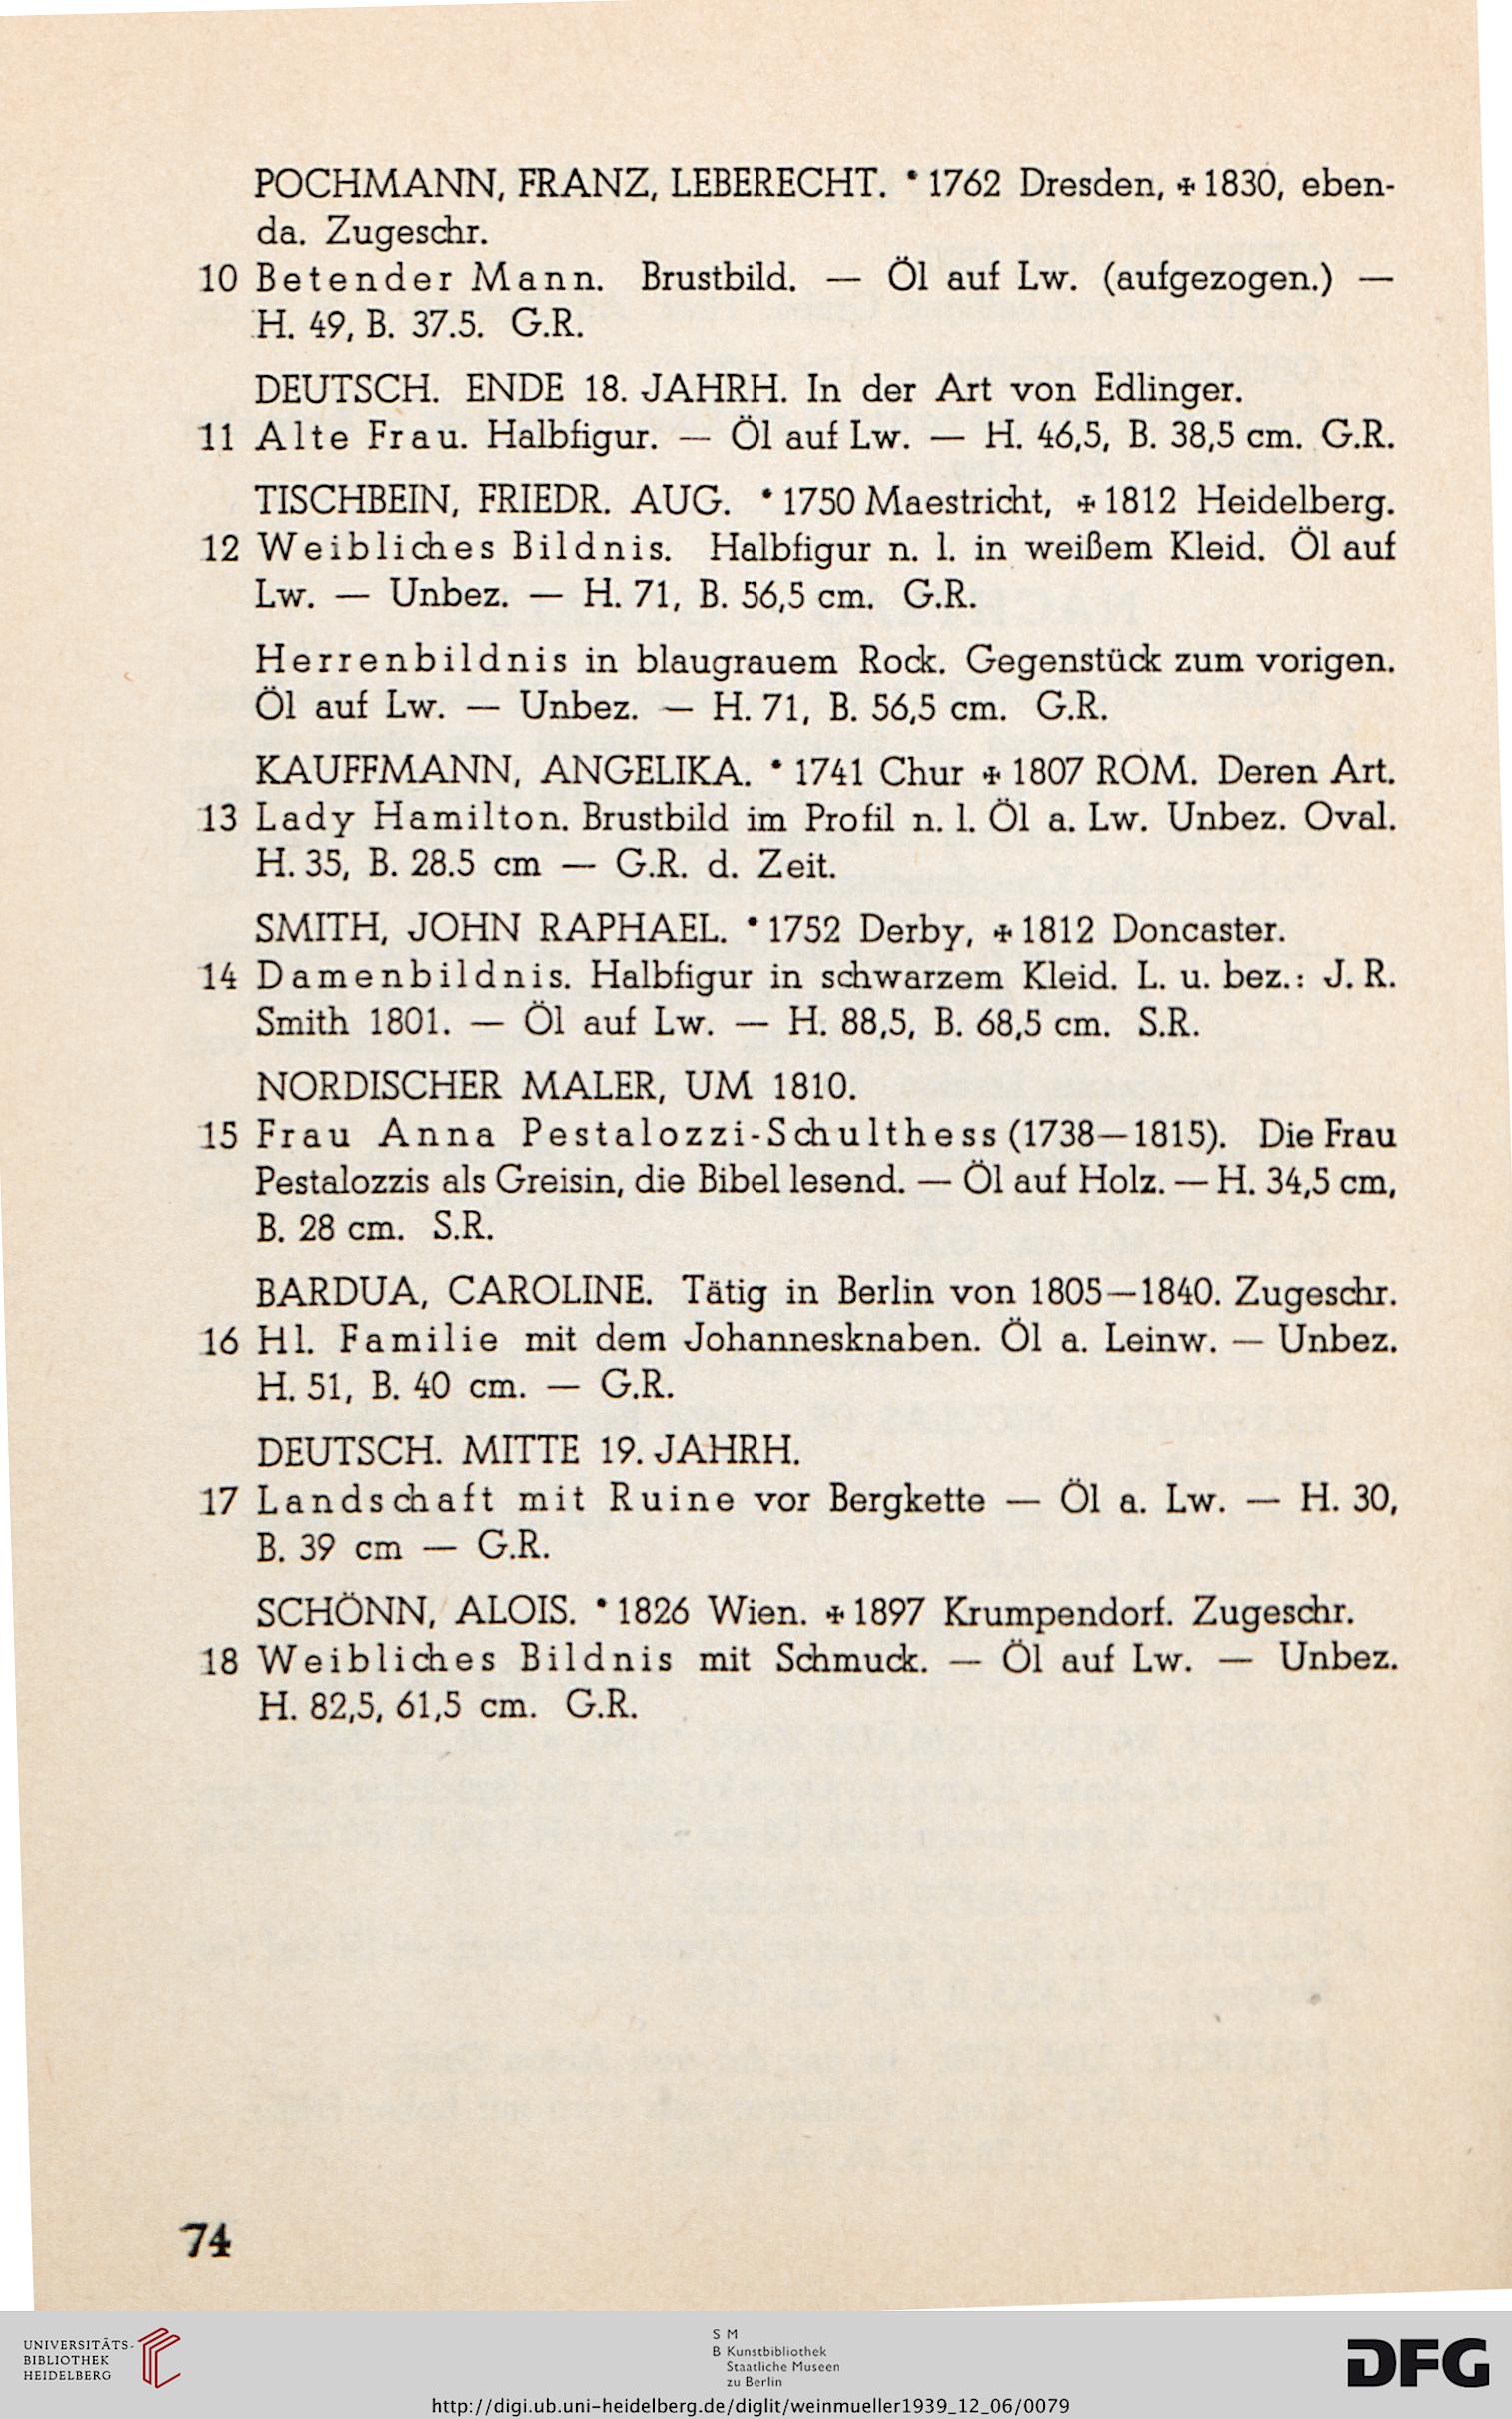 POCHMANN, FRANZ, LEBERECHT. * 1762 Dresden, ✠ 1830, eben-
da. Zugeschr.
10 Betender Mann. Brustbild. — Öl auf Lw. (aufgezogen.) —
H. 49, B. 37.5. G.R.
DEUTSCH. ENDE 18. JAHRH. In der Art von Edlinger.
11 Alte Frau. Halbfigur. — Öl auf Lw. — H. 46,5, B. 38,5 cm. G.R.
TISCHBEIN, FRIEDR. AUG. * 1750 Maestricht, ✠ 1812 Heidelberg.
12 Weibliches Bildnis. Halbfigur n. l. in weißem Kleid. Öl auf
Lw. — Unbez. — H. 71, B. 56,5 cm. G.R.
Herrenbildnis in blaugrauem Rock. Gegenstück zum vorigen.
Öl auf Lw. — Unbez. — H. 71, B. 56,5 cm. G.R.
KAUFFMANN, ANGELIKA. * 1741 Chur ✠ 1807 ROM. Deren Art.
13 Lady Hamilton. Brustbild im Profil n. l. Öl a. Lw. Unbez. Oval.
H. 35, B. 28.5 cm — G.R. d. Zeit.
SMITH, JOHN RAPHAEL. * 1752 Derby, ✠ 1812 Doncaster.
14 Damenbildnis. Halbfigur in schwarzem Kleid. L. u. bez.: J. R.
Smith 1801. — Öl auf Lw. — H. 88,5, B. 68,5 cm. S.R.
NORDISCHER MALER, UM 1810.
15 Frau Anna Pestalozzi-Schulthess (1738—1815). Die Frau
Pestalozzis als Greisin, die Bibel lesend. — Öl auf Holz. — H. 34,5 cm,
B. 28 cm. S.R.
BARDUA, CAROLINE. Tätig in Berlin von 1805—1840. Zugeschr.
16 Hl. Familie mit dem Johannesknaben. Öl a. Leinw. — Unbez.
H. 51, B. 40 cm. — G.R.
DEUTSCH. MITTE 19. JAHRH.
17 Landschaft mit Ruine vor Bergkette — Öl a. Lw. — H. 30,
B. 39 cm — G.R.
SCHÖNN, ALOIS. * 1826 Wien. ✠ 1897 Krumpendorf. Zugeschr.
18 Weibliches Bildnis mit Schmuck. — Öl auf Lw. — Unbez.
H. 82,5, 61,5 cm. G.R.
74
UNIVERSITÄTS-
BIBLIOTHEK
HEIDELBERG
S M
B Kunstbibliothek
Staatliche Museen
zu Berlin
DFG
http://digi.ub.uni-heidelberg.de/diglit/weinmueller1939_12_06/0079